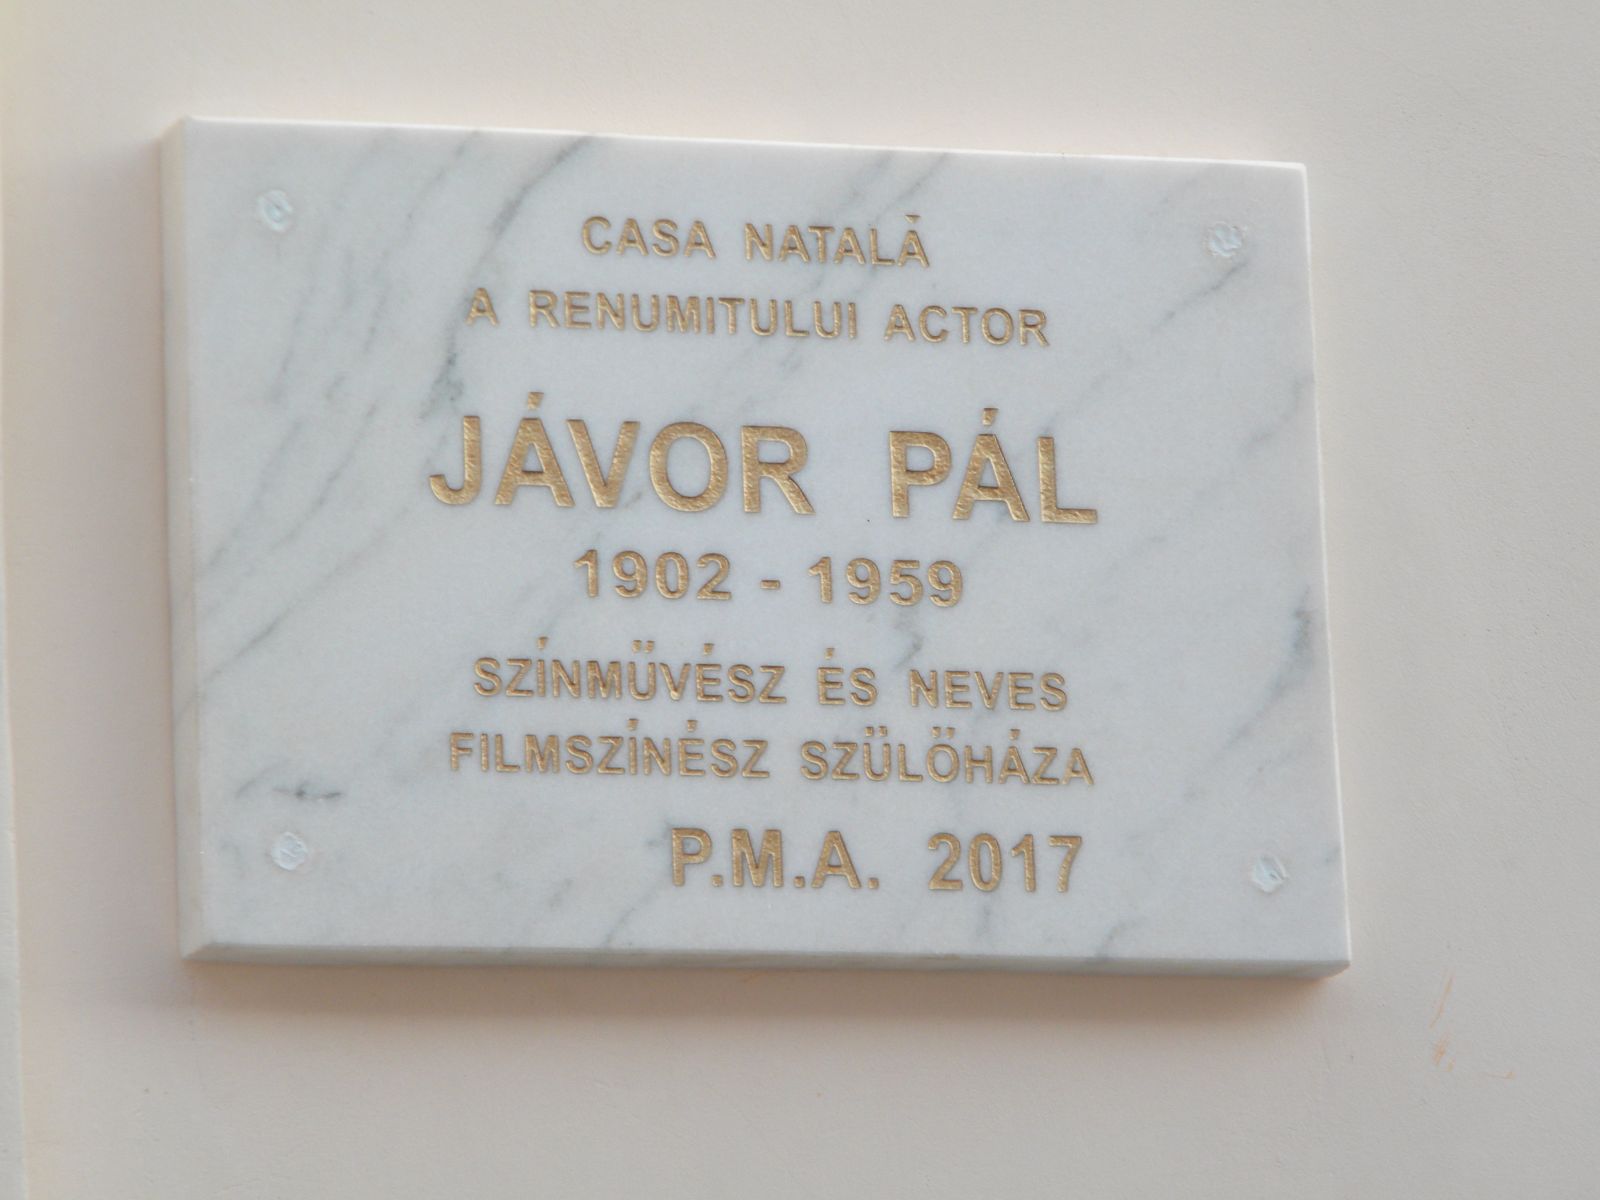 CASA NATALĂ
A RENUMITULUI ACTOR
JÁVOR PÁL
1902 - 1959
SZÍNMŰVÉSZ ÉS NEVES
FILMSZÍNÉSZ SZÜLŐHÁZA
P.M.A. 2017